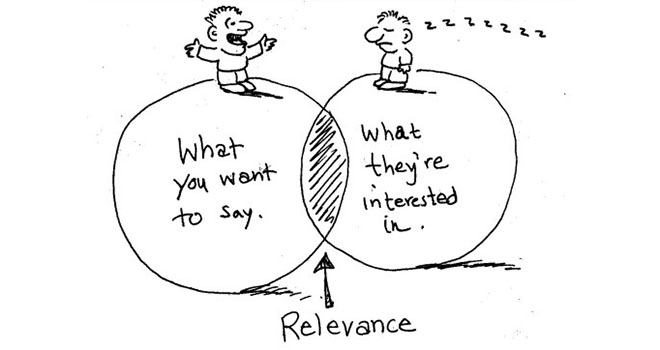 z z z z z z z
What
you want
to say.
What
they're
interested
in.
Relevance